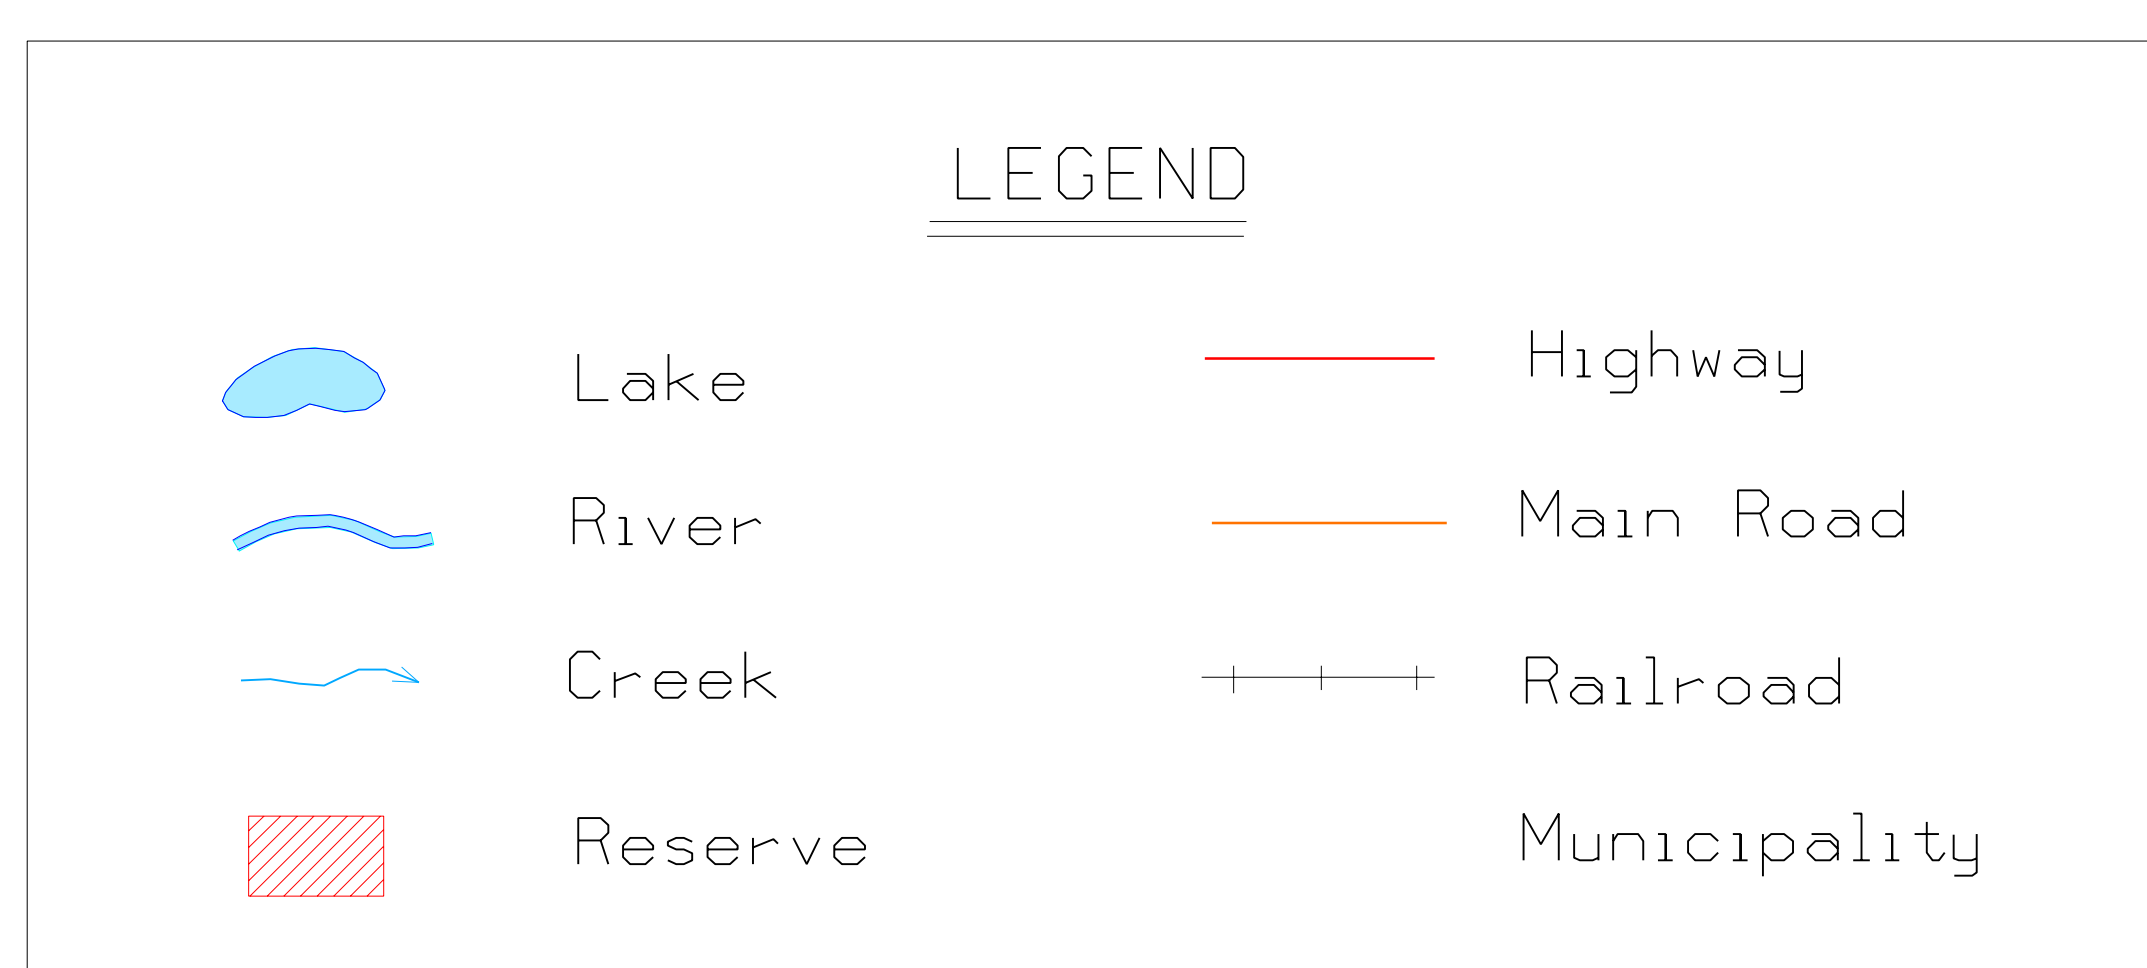 LEGEND
Lake
Highway
River
Main Road
Creek
Railroad
Reserve
Municipality